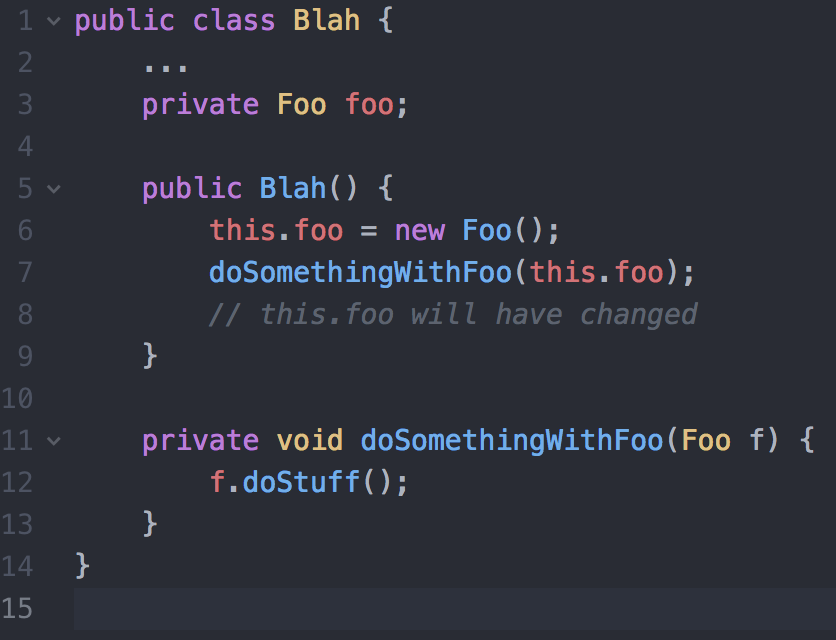 1 public class Blah {
2     ...
3     private Foo foo;
4
5     public Blah() {
6         this.foo = new Foo();
7         doSomethingWithFoo(this.foo);
8         // this.foo will have changed
9     }
10
11     private void doSomethingWithFoo(Foo f) {
12         f.doStuff();
13     }
14 }
15